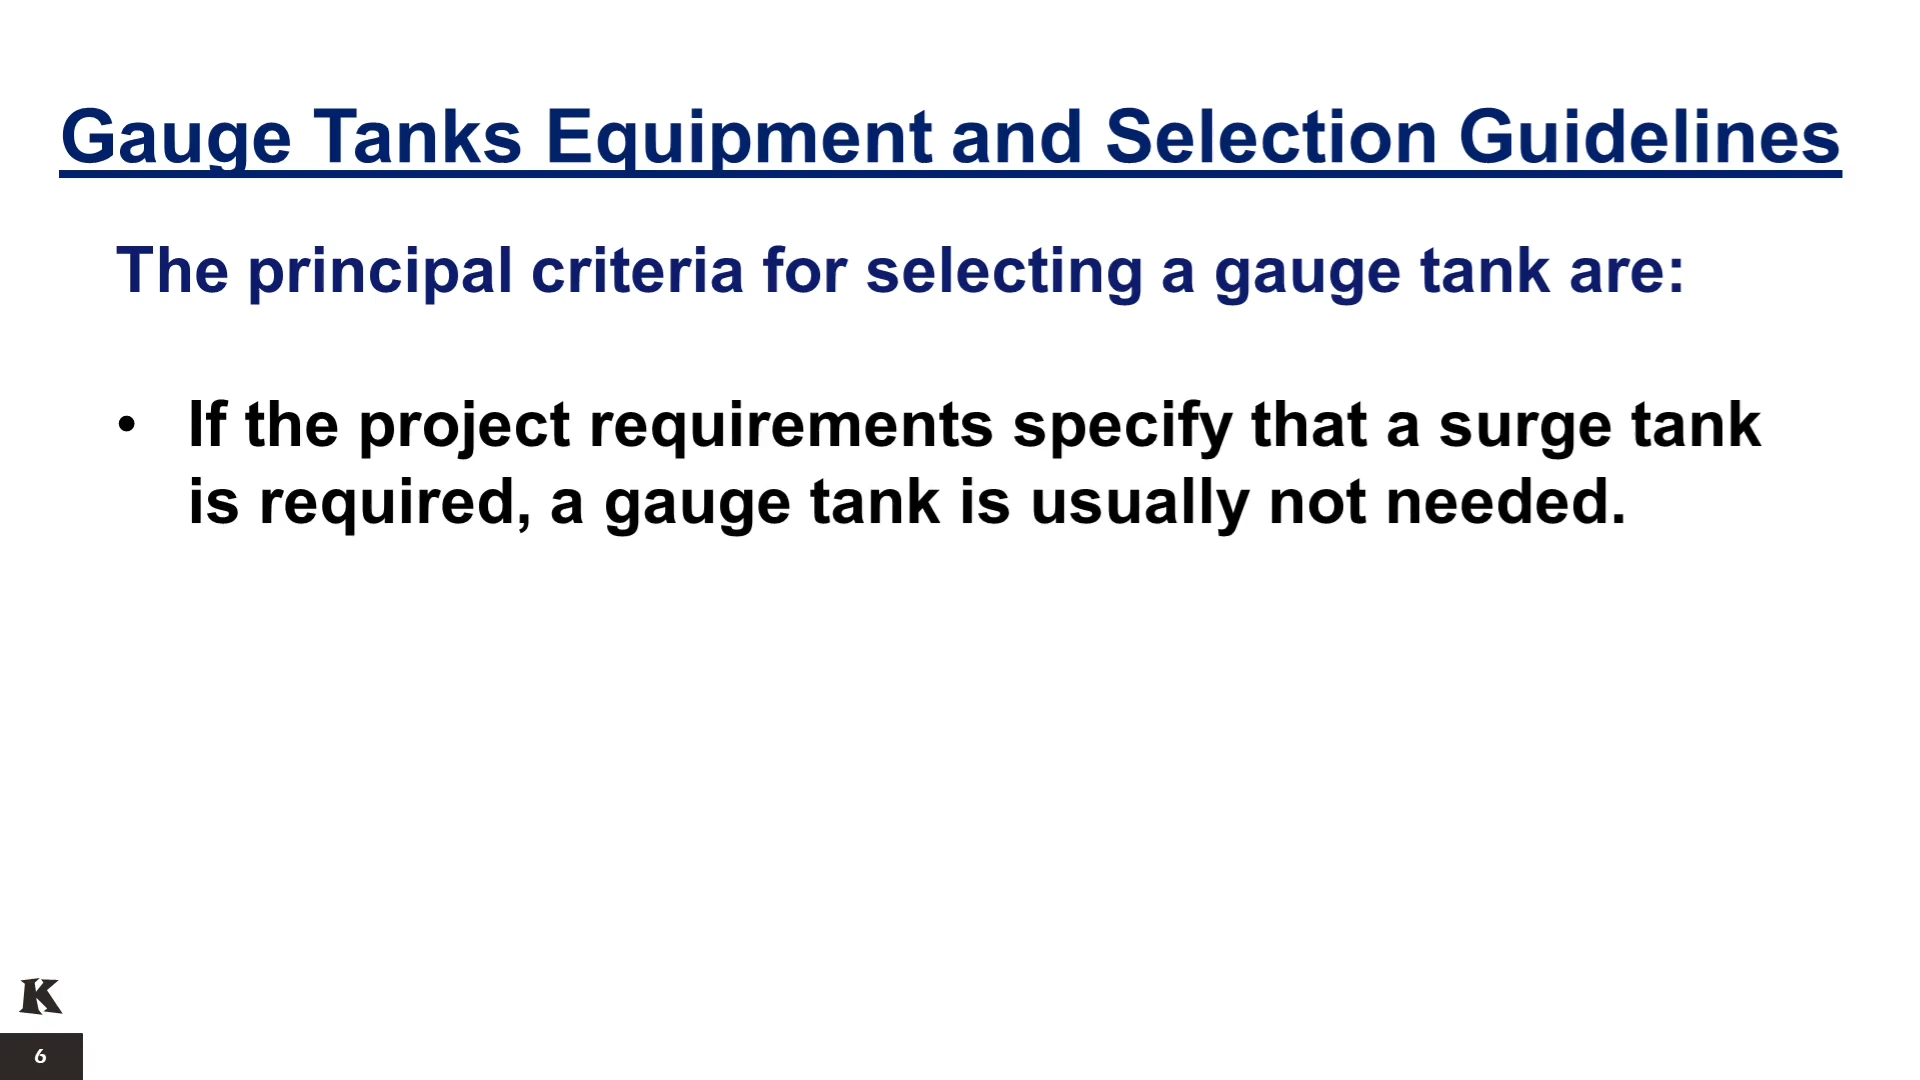 Gauge Tanks Equipment and Selection Guidelines
The principal criteria for selecting a gauge tank are:
• If the project requirements specify that a surge tank
is required, a gauge tank is usually not needed.
K
6